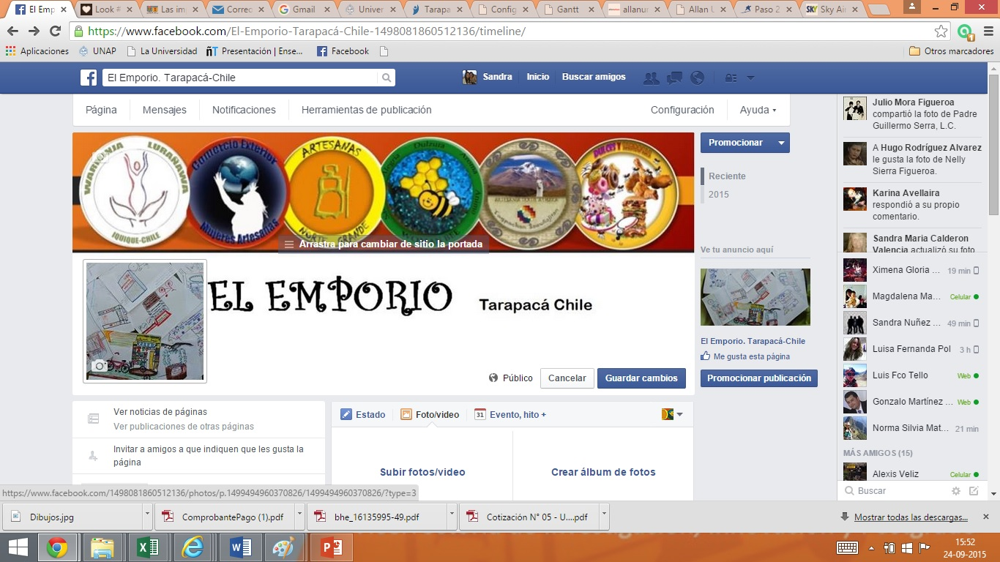 El Emp
Look #
Las im
Correo
Gmail
Univer
Tarapa
Config
Gantt
allanun
Allan U
Paso 2
SKY Sky Air
https://www.facebook.com/El-Emporio-Tarapacá-Chile-1498081860512136/timeline/
Aplicaciones
UNAP
La Universidad
ñT Presentación | Ense...
Facebook
Otros marcadores
El Emporio. Tarapacá-Chile
Sandra
Inicio
Buscar amigos
Página
Mensajes
Notificaciones
Herramientas de publicación
Configuración
Ayuda
WARIONJA LURAÑAWA
IQUIQUE-CHILE
Comercio Exterior
Mujeres Artesanas
ARTESANAS
NORTE GRANDE
Arrastra para cambiar de sitio la portada
EL EMPORIO
Tarapacá Chile
Público
Cancelar
Guardar cambios
Promocionar
Reciente
2015
Ve tu anuncio aquí
El Emporio. Tarapacá-Chile
Me gusta esta página
Promocionar publicación
Ver noticias de páginas
Ver publicaciones de otras páginas
Invitar a amigos a que indiquen que les gusta la
página
Estado
Foto/video
31 Evento, hito +
Subir fotos/video
Crear álbum de fotos
Julio Mora Figueroa
compartió la foto de Padre
Guillermo Serra, L.C.
A Hugo Rodríguez Alvarez
le gusta la foto de Nelly
Sierra Figueroa.
Karina Avellaira
respondió a su propio
comentario.
Sandra Maria Calderon
Valencia actualizó su foto
Ximena Gloria ... 19 min
Magdalena Ma... Celular
Sandra Nuñez ... 49 min
Luisa Fernanda Pol 3 h
Luis Fco Tello Web
Gonzalo Martínez ... Web
Norma Silvia Mat... 21 min
MÁS AMIGOS (15)
Alexis Veliz Celular
Buscar
https://www.facebook.com/1498081860512136/photos/p.1499494960370826/1499494960370826/?type=3
Dibujos.jpg
ComprobantePago (1).pdf
bhe_16135995-49.pdf
Cotización N° 05 - U....pdf
Mostrar todas las descargas...
15:52
24-09-2015